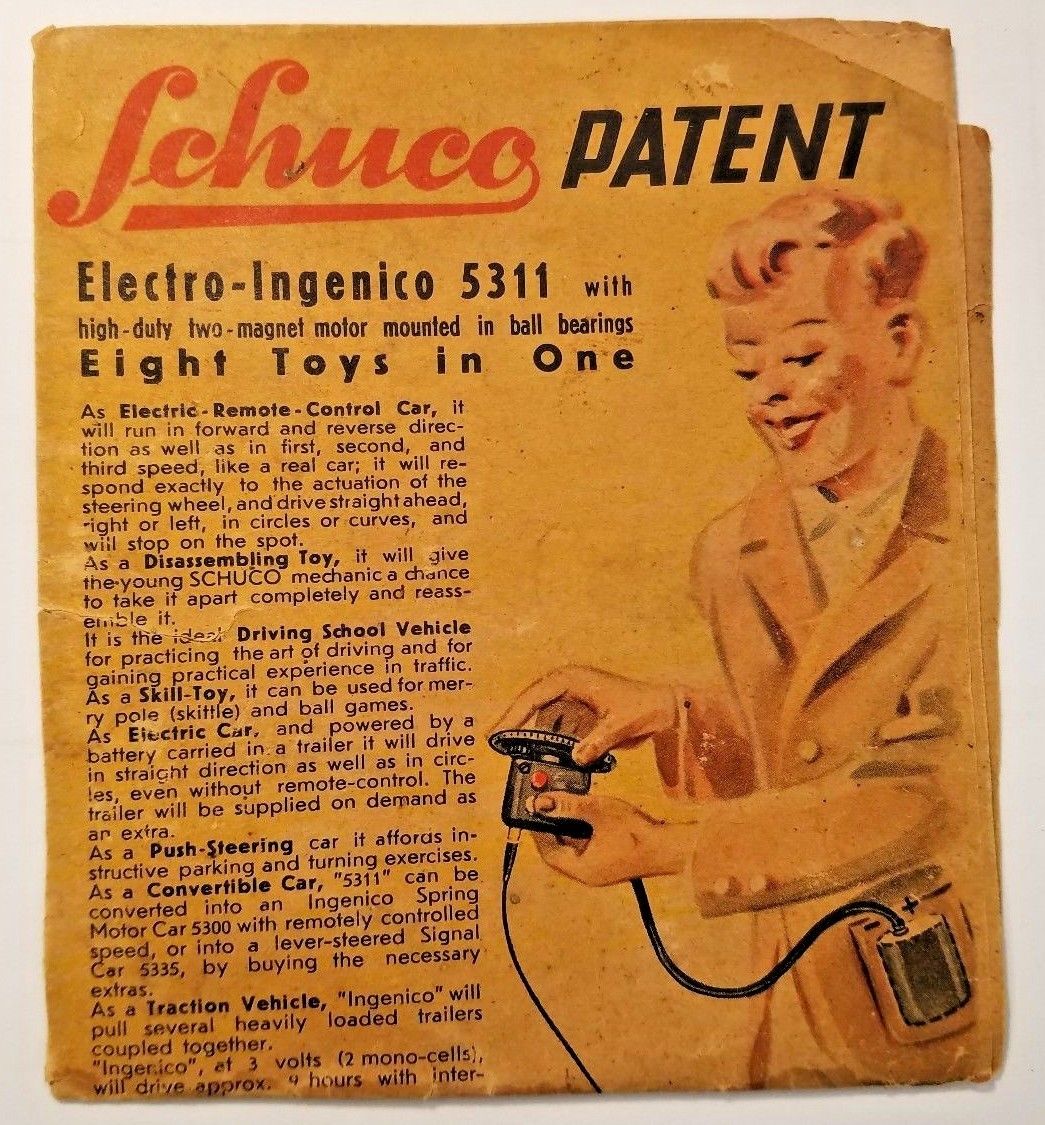 Schuco PATENT
Electro-Ingenico 5311 with
high-duty two-magnet motor mounted in ball bearings
Eight Toys in One
As Electric-Remote-Control Car, it
will run in forward and reverse direc-
tion as well as in first, second, and
third speed, like a real car; it will re-
spond exactly to the actuation of the
steering wheel, and drive straight ahead,
right or left, in circles or curves, and
will stop on the spot.
As a Disassembling Toy, it will give
the young SCHUCO mechanic a chance
to take it apart completely and reass-
emble it.
It is the ideal Driving School Vehicle
for practicing the art of driving and for
gaining practical experience in traffic.
As a Skill-Toy, it can be used for mer-
ry pole (skittle) and ball games.
As Electric Car, and powered by a
battery carried in a trailer it will drive
in straight direction as well as in circ-
les, even without remote-control. The
trailer will be supplied on demand as
an extra.
As a Push-Steering car it affords in-
structive parking and turning exercises.
As a Convertible Car, "5311" can be
converted into an Ingenico Spring
Motor Car 5300 with remotely controlled
speed, or into a lever-steered Signal
Car 5335, by buying the necessary
extras.
As a Traction Vehicle, "Ingenico" will
pull several heavily loaded trailers
coupled together.
"Ingenico", at 3 volts (2 mono-cells),
will drive approx. 9 hours with inter-
+